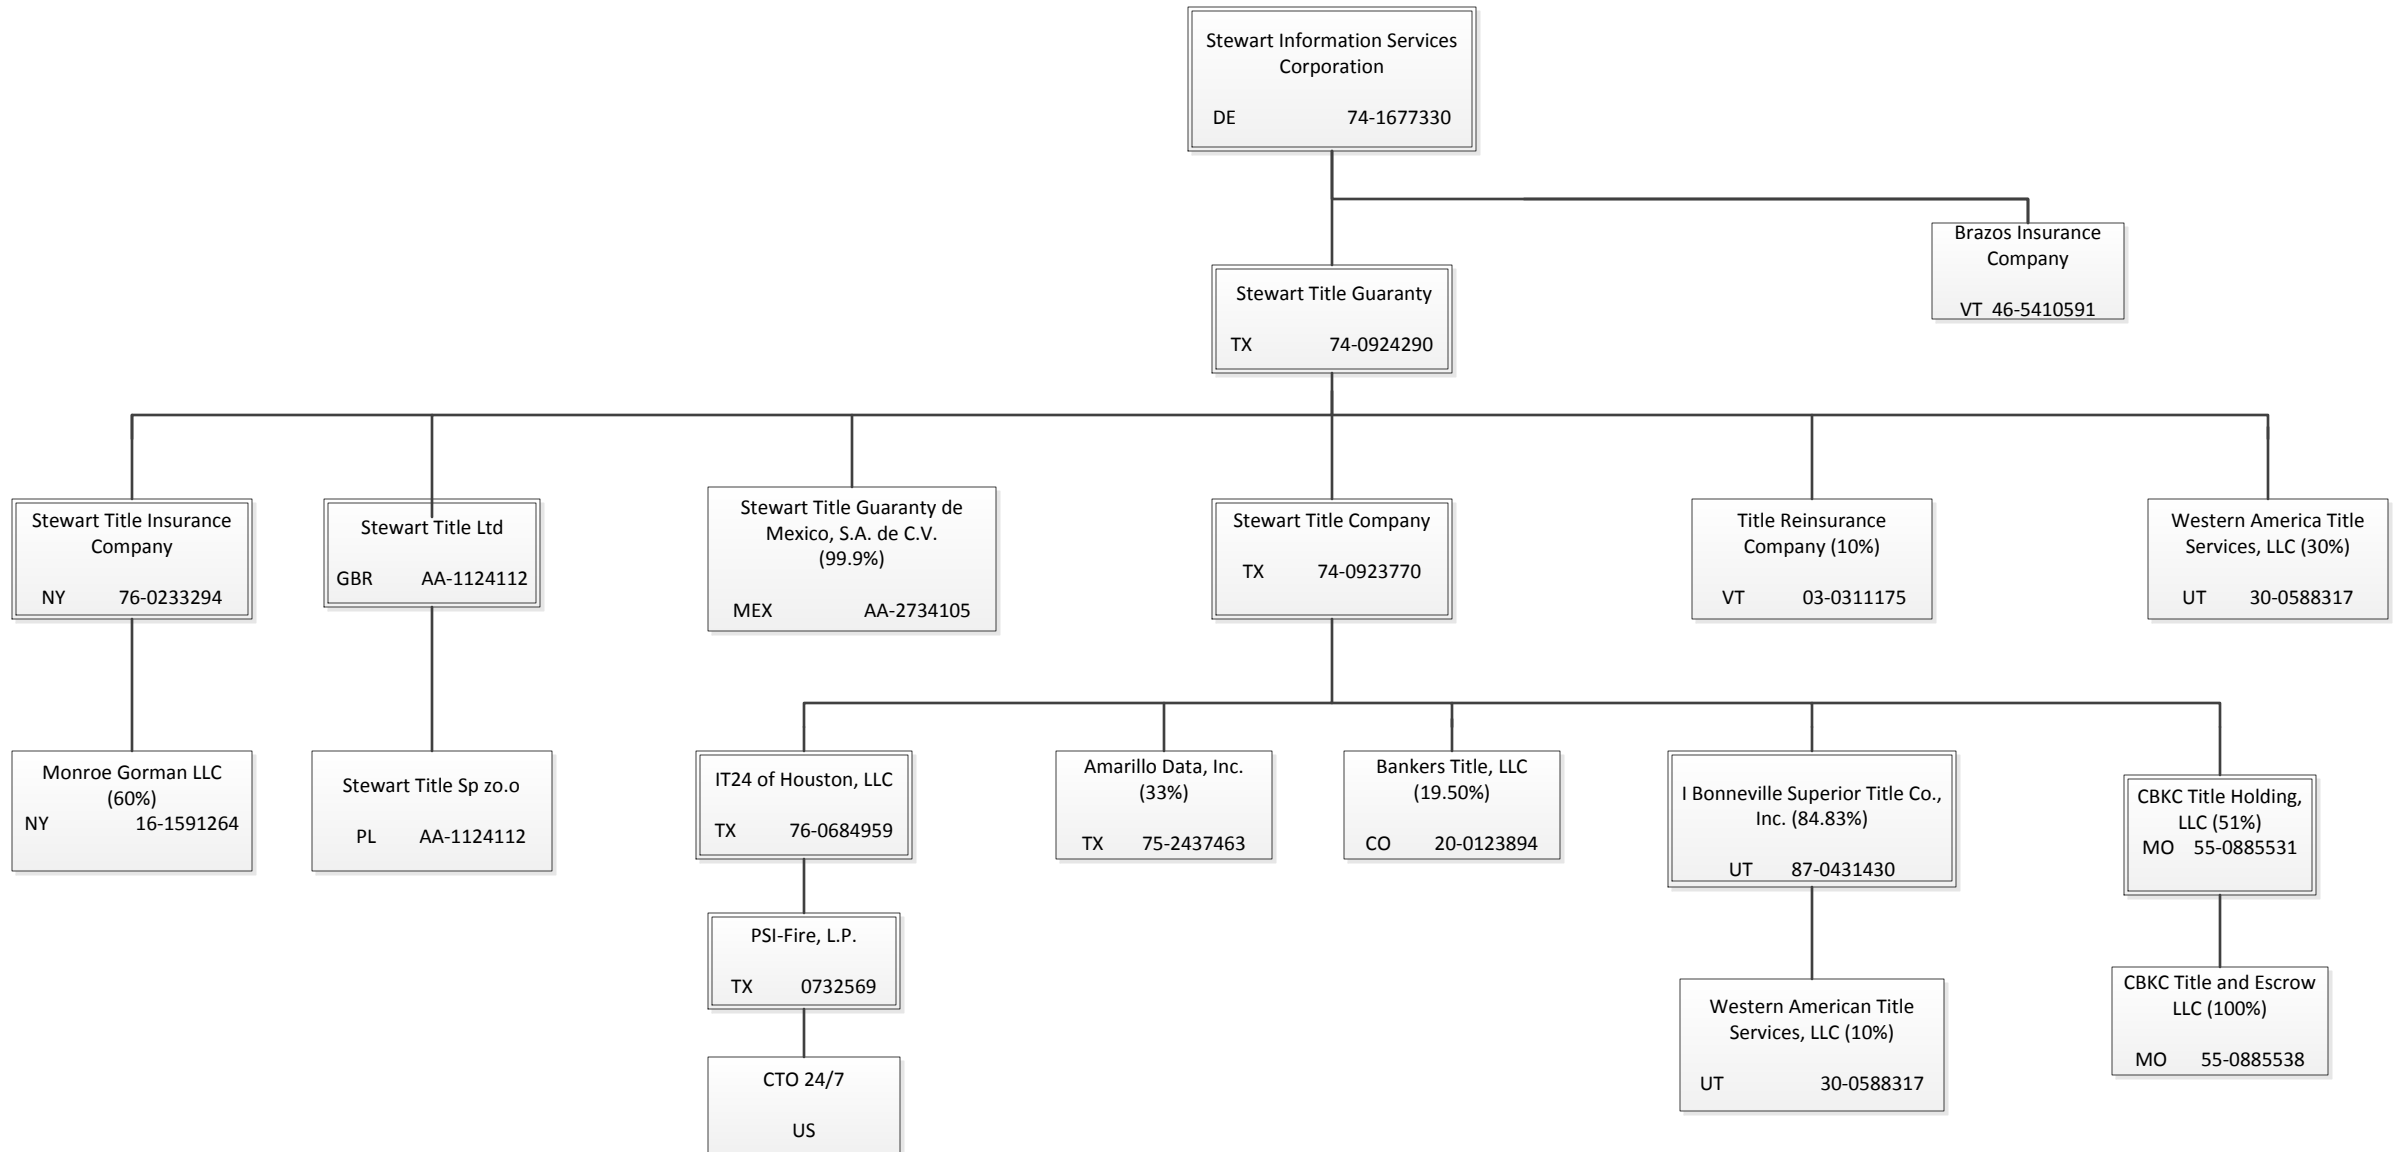 Stewart Information Services
Corporation
DE 74-1677330
Brazos Insurance
Company
VT 46-5410591
Stewart Title Guaranty
TX 74-0924290
Stewart Title Insurance
Company
NY 76-0233294
Stewart Title Ltd
GBR AA-1124112
Stewart Title Guaranty de
Mexico, S.A. de C.V.
(99.9%)
MEX AA-2734105
Stewart Title Company
TX 74-0923770
Title Reinsurance
Company (10%)
VT 03-0311175
Western America Title
Services, LLC (30%)
UT 30-0588317
Monroe Gorman LLC
(60%)
NY 16-1591264
Stewart Title Sp zo.o
PL AA-1124112
IT24 of Houston, LLC
TX 76-0684959
Amarillo Data, Inc.
(33%)
TX 75-2437463
Bankers Title, LLC
(19.50%)
CO 20-0123894
I Bonneville Superior Title Co.,
Inc. (84.83%)
UT 87-0431430
CBKC Title Holding,
LLC (51%)
MO 55-0885531
PSI-Fire, L.P.
TX 0732569
Western American Title
Services, LLC (10%)
UT 30-0588317
CBKC Title and Escrow
LLC (100%)
MO 55-0885538
CTO 24/7
US